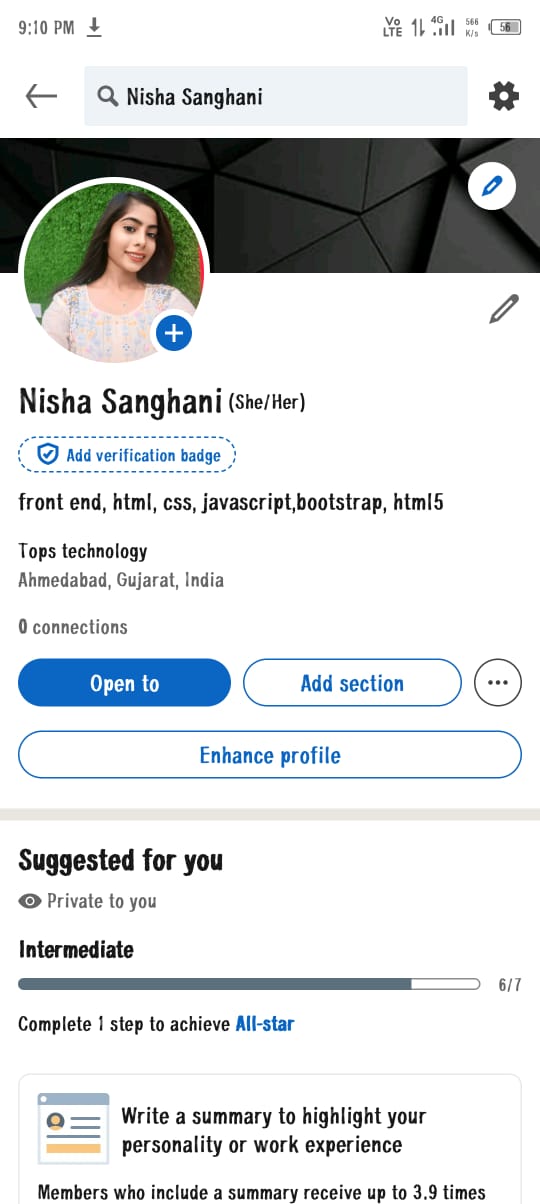 9:10 PM
Vo LTE 4G 566 K/s 56
Nisha Sanghani
Nisha Sanghani (She/Her)
Add verification badge
front end, html, css, javascript,bootstrap, html5
Tops technology
Ahmedabad, Gujarat, India
0 connections
Open to
Add section
Enhance profile
Suggested for you
Private to you
Intermediate
6/7
Complete 1 step to achieve All-star
Write a summary to highlight your
personality or work experience
Members who include a summary receive up to 3.9 times